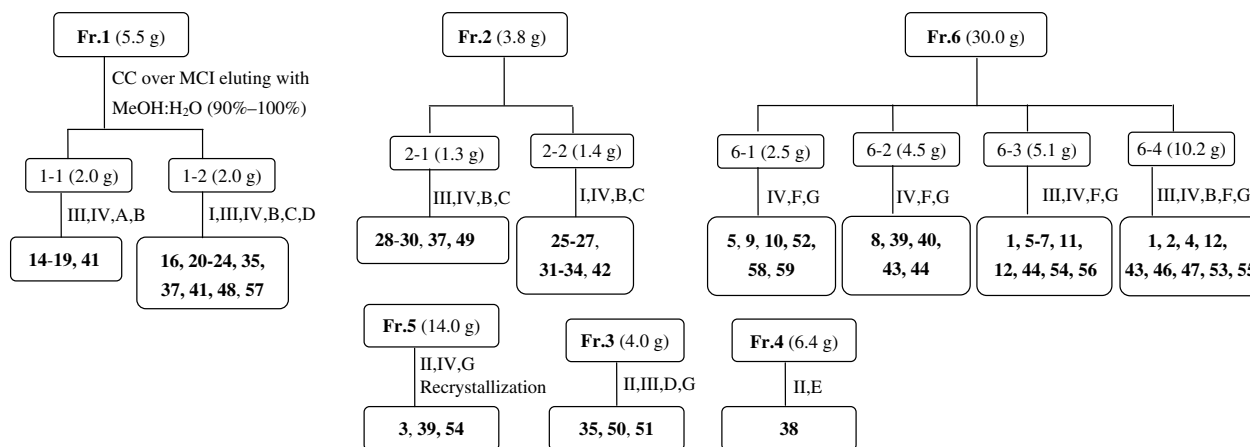 Fr.1 (5.5 g)
CC over MCI eluting with
MeOH:H₂O (90%–100%)
1-1 (2.0 g)
1-2 (2.0 g)
III,IV,A,B
I,III,IV,B,C,D
14-19, 41
16, 20-24, 35,
37, 41, 48, 57
Fr.2 (3.8 g)
2-1 (1.3 g)
2-2 (1.4 g)
III,IV,B,C
I,IV,B,C
28-30, 37, 49
25-27,
31-34, 42
Fr.6 (30.0 g)
6-1 (2.5 g)
6-2 (4.5 g)
6-3 (5.1 g)
6-4 (10.2 g)
IV,F,G
IV,F,G
III,IV,F,G
III,IV,B,F,G
5, 9, 10, 52,
58, 59
8, 39, 40,
43, 44
1, 5-7, 11,
12, 44, 54, 56
1, 2, 4, 12,
43, 46, 47, 53, 55
Fr.5 (14.0 g)
II,IV,G
Recrystallization
3, 39, 54
Fr.3 (4.0 g)
II,III,D,G
35, 50, 51
Fr.4 (6.4 g)
II,E
38